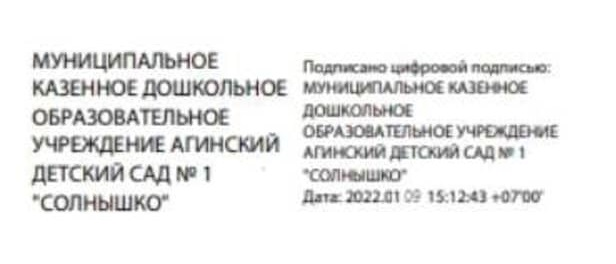 МУНИЦИПАЛЬНОЕ
КАЗЕННОЕ ДОШКОЛЬНОЕ
ОБРАЗОВАТЕЛЬНОЕ
УЧРЕЖДЕНИЕ АГИНСКИЙ
ДЕТСКИЙ САД № 1
"СОЛНЫШКО"
Подписано цифровой подписью:
МУНИЦИПАЛЬНОЕ КАЗЕННОЕ
ДОШКОЛЬНОЕ
ОБРАЗОВАТЕЛЬНОЕ УЧРЕЖДЕНИЕ
АГИНСКИЙ ДЕТСКИЙ САД № 1
"СОЛНЫШКО"
Дата: 2022.01 09 15:12:43 +07'00'